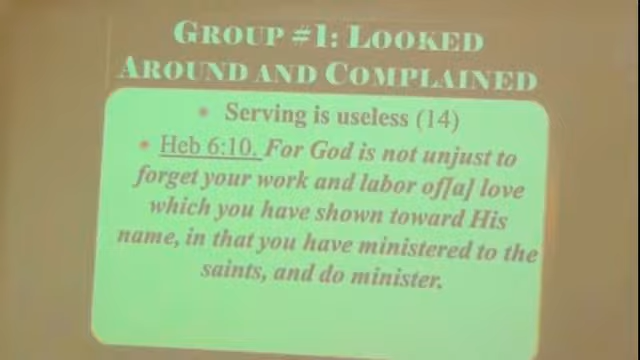 GROUP #1: LOOKED
AROUND AND COMPLAINED
• Serving is useless (14)
• Heb 6:10. For God is not unjust to
forget your work and labor of[a] love
which you have shown toward His
name, in that you have ministered to the
saints, and do minister.